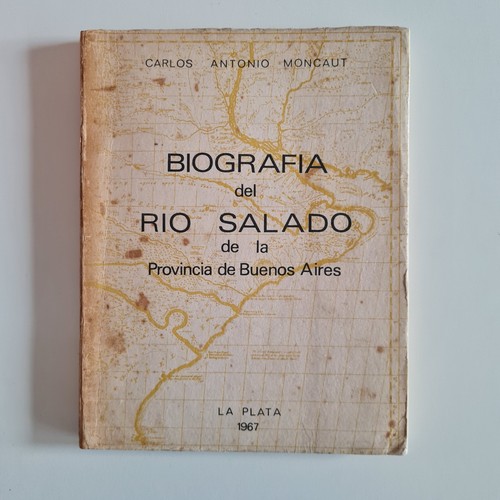 CARLOS ANTONIO MONCAUT
BIOGRAFIA
del
RIO SALADO
de la
Provincia de Buenos Aires
LA PLATA
1967